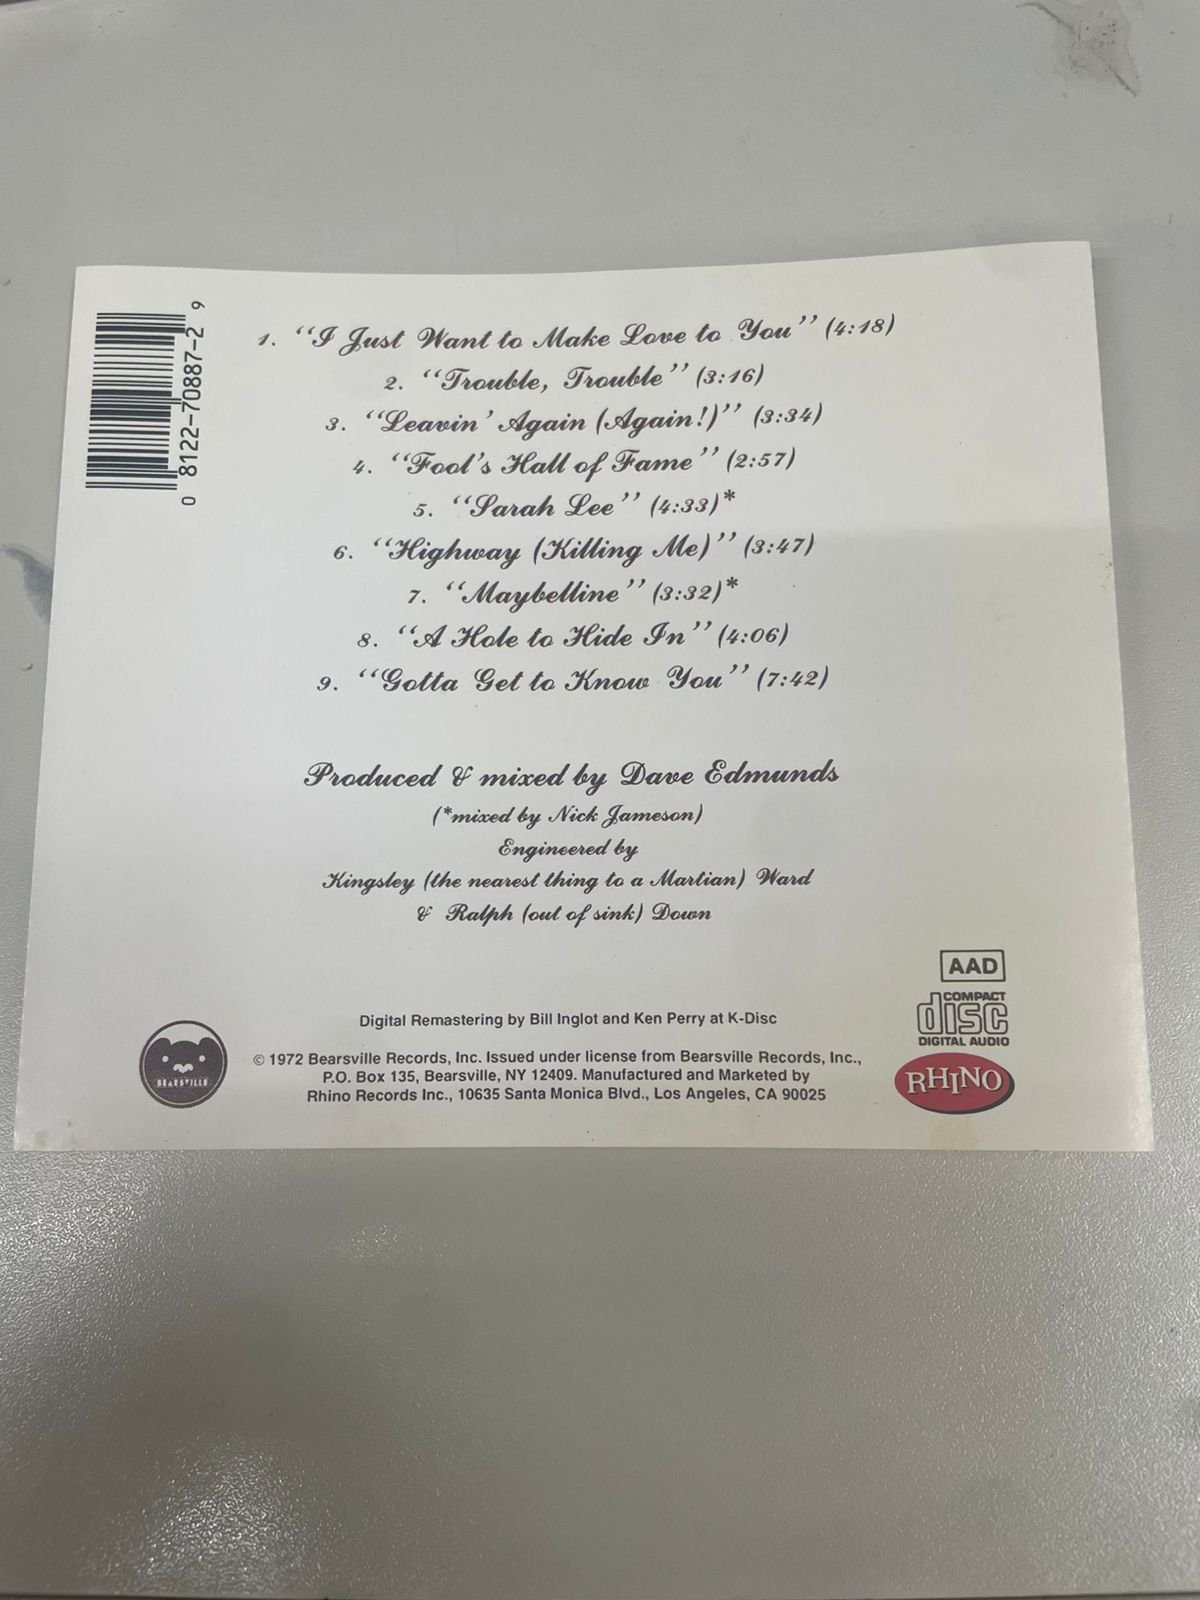 0 8122-70887-2 9
1. “I Just Want to Make Love to You” (4:18)
2. “Trouble, Trouble” (3:16)
3. “Leavin’ Again (Again!)” (3:34)
4. “Fool’s Hall of Fame” (2:57)
5. “Sarah Lee” (4:33)*
6. “Highway (Killing Me)” (3:47)
7. “Maybelline” (3:32)*
8. “A Hole to Hide In” (4:06)
9. “Gotta Get to Know You” (7:42)
Produced & mixed by Dave Edmunds
(*mixed by Nick Jameson)
Engineered by
Kingsley (the nearest thing to a Martian) Ward
& Ralph (out of sink) Down
AAD
COMPACT
disc
DIGITAL AUDIO
Digital Remastering by Bill Inglot and Ken Perry at K-Disc
BEARSVILLE
© 1972 Bearsville Records, Inc. Issued under license from Bearsville Records, Inc.,
P.O. Box 135, Bearsville, NY 12409. Manufactured and Marketed by
Rhino Records Inc., 10635 Santa Monica Blvd., Los Angeles, CA 90025
RHINO